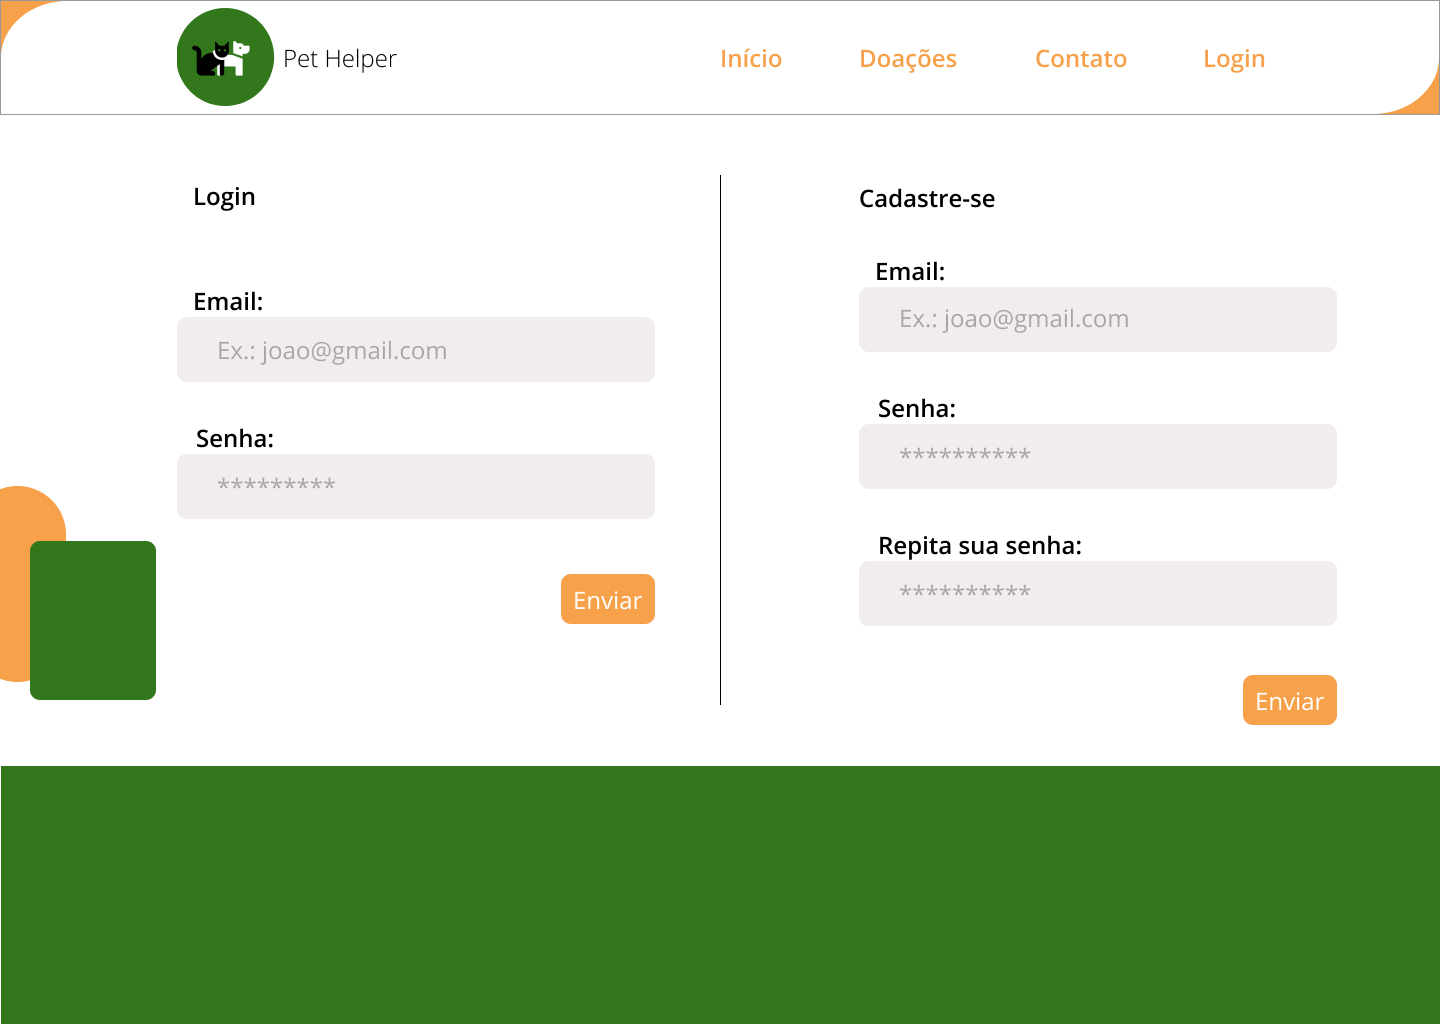 Pet Helper
Início
Doações
Contato
Login
Login
Email:
Ex.: joao@gmail.com
Senha:
*********
Enviar
Cadastre-se
Email:
Ex.: joao@gmail.com
Senha:
**********
Repita sua senha:
**********
Enviar